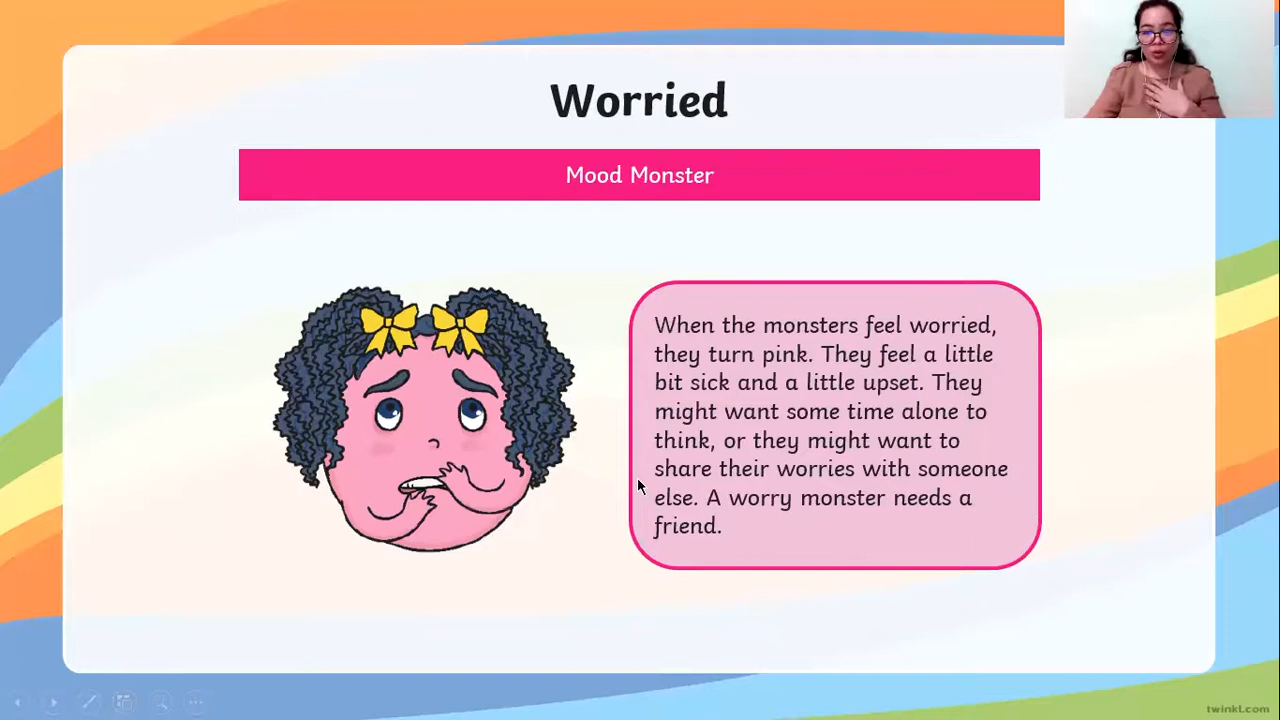 Worried
Mood Monster
When the monsters feel worried,
they turn pink. They feel a little
bit sick and a little upset. They
might want some time alone to
think, or they might want to
share their worries with someone
else. A worry monster needs a
friend.
twinkl.com